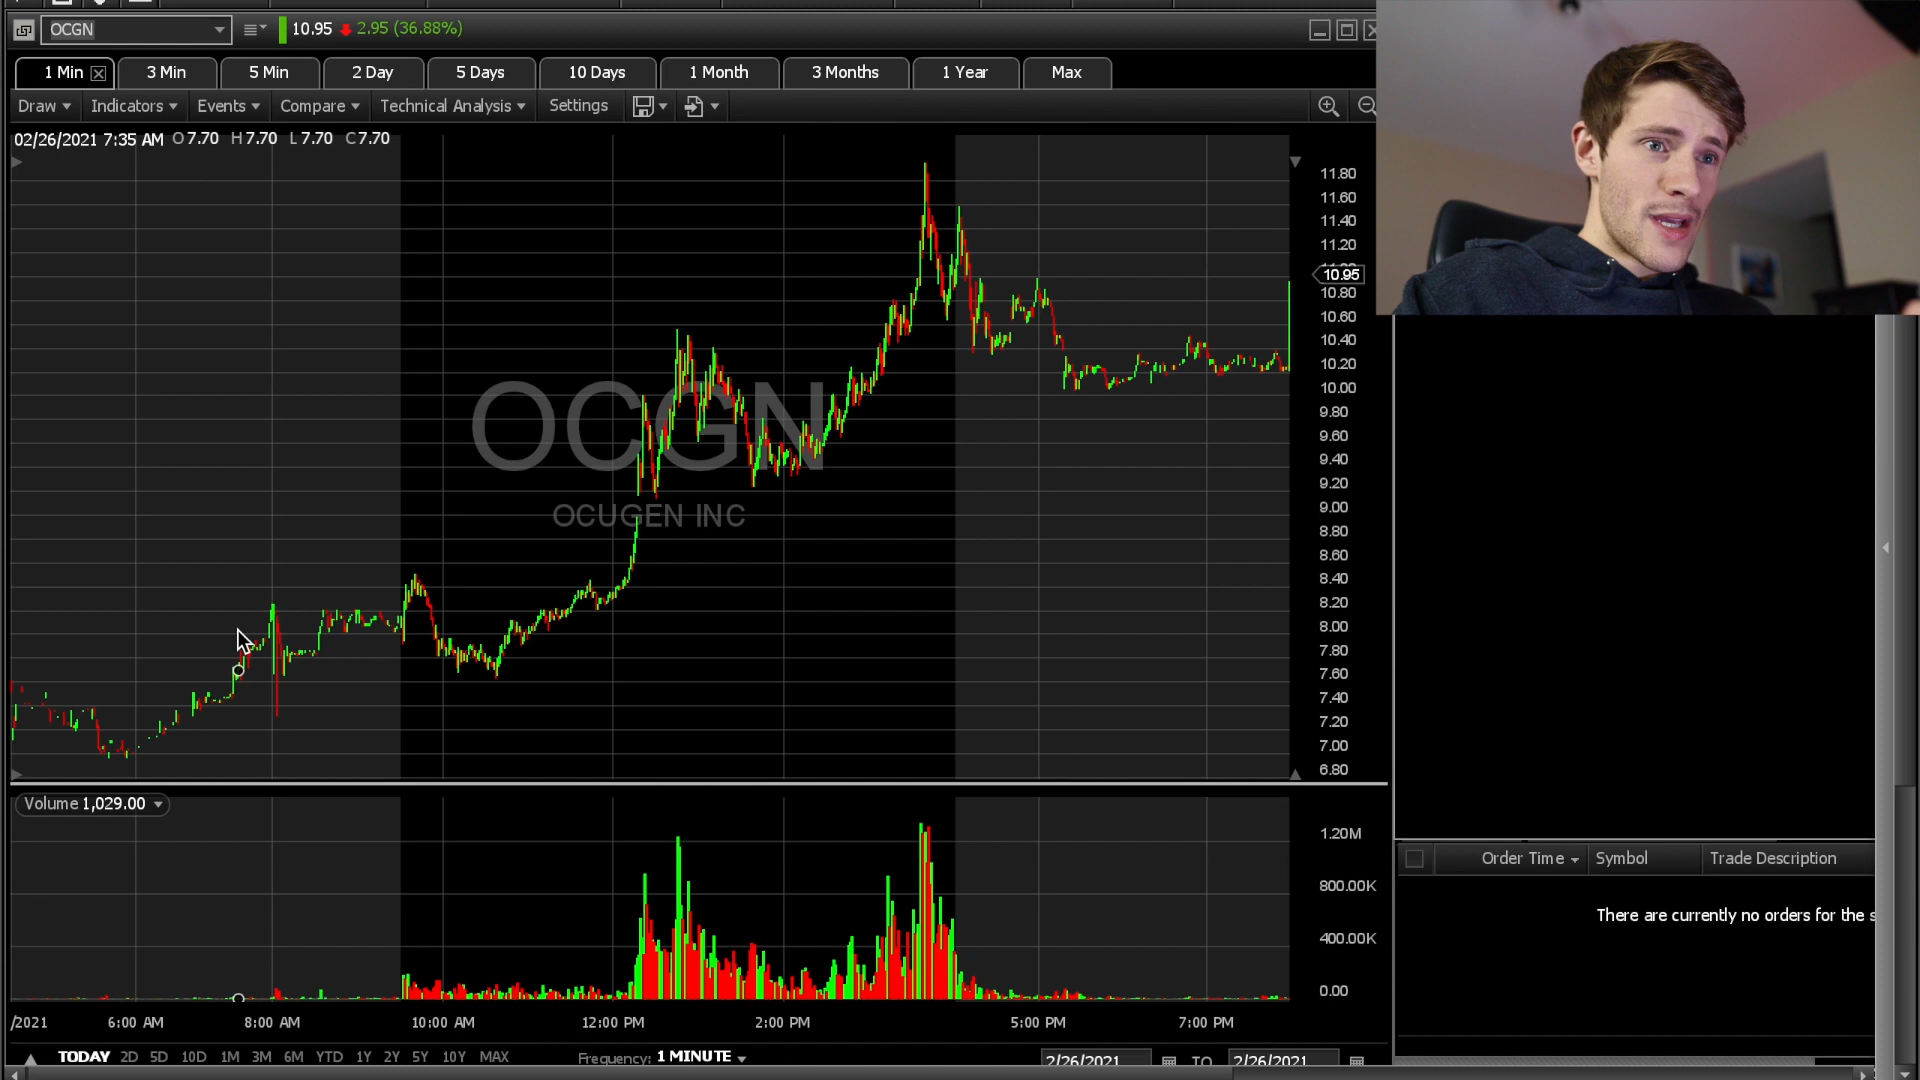 OCGN 10.95 2.95 (36.88%)
1 Min 3 Min 5 Min 2 Day 5 Days 10 Days 1 Month 3 Months 1 Year Max
Draw Indicators Events Compare Technical Analysis Settings
02/26/2021 7:35 AM O 7.70 H 7.70 L 7.70 C 7.70
11.80
11.60
11.40
11.20
10.95
10.80
10.60
10.40
10.20
10.00
9.80
9.60
9.40
9.20
9.00
8.80
8.60
8.40
8.20
8.00
7.80
7.60
7.40
7.20
7.00
6.80
OCGN
OCUGEN INC
Volume 1,029.00
1.20M
800.00K
400.00K
0.00
/2021 6:00 AM 8:00 AM 10:00 AM 12:00 PM 2:00 PM 5:00 PM 7:00 PM
TODAY 2D 5D 10D 1M 3M 6M YTD 1Y 2Y 5Y 10Y MAX Frequency: 1 MINUTE 2/26/2021 TO 2/26/2021
Order Time Symbol Trade Description
There are currently no orders for the s